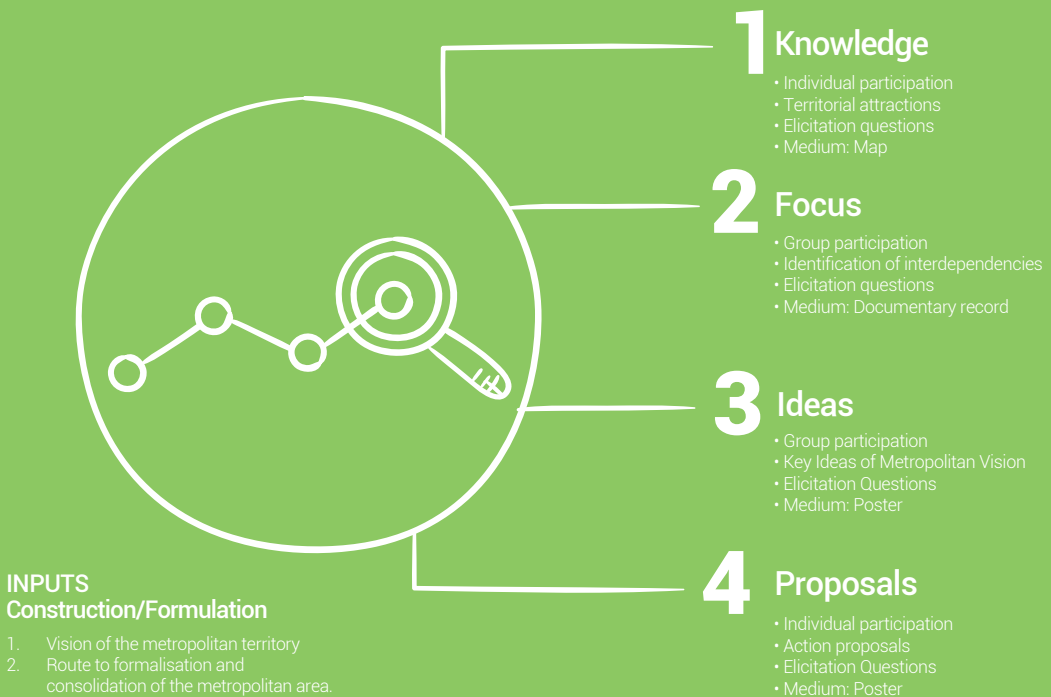 1 Knowledge
• Individual participation
• Territorial attractions
• Elicitation questions
• Medium: Map
2 Focus
• Group participation
• Identification of interdependencies
• Elicitation questions
• Medium: Documentary record
3 Ideas
• Group participation
• Key Ideas of Metropolitan Vision
• Elicitation Questions
• Medium: Poster
4 Proposals
• Individual participation
• Action proposals
• Elicitation Questions
• Medium: Poster
INPUTS
Construction/Formulation
1. Vision of the metropolitan territory
2. Route to formalisation and
consolidation of the metropolitan area.